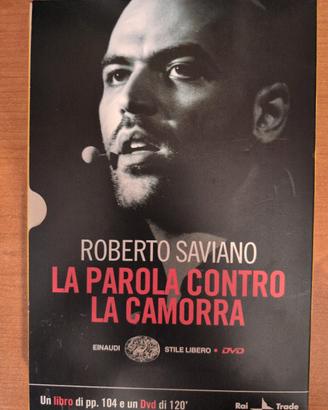 ROBERTO SAVIANO
LA PAROLA CONTRO
LA CAMORRA
EINAUDI STILE LIBERO • DVD
Un libro di pp. 104 e un Dvd di 120'
Rai Trade